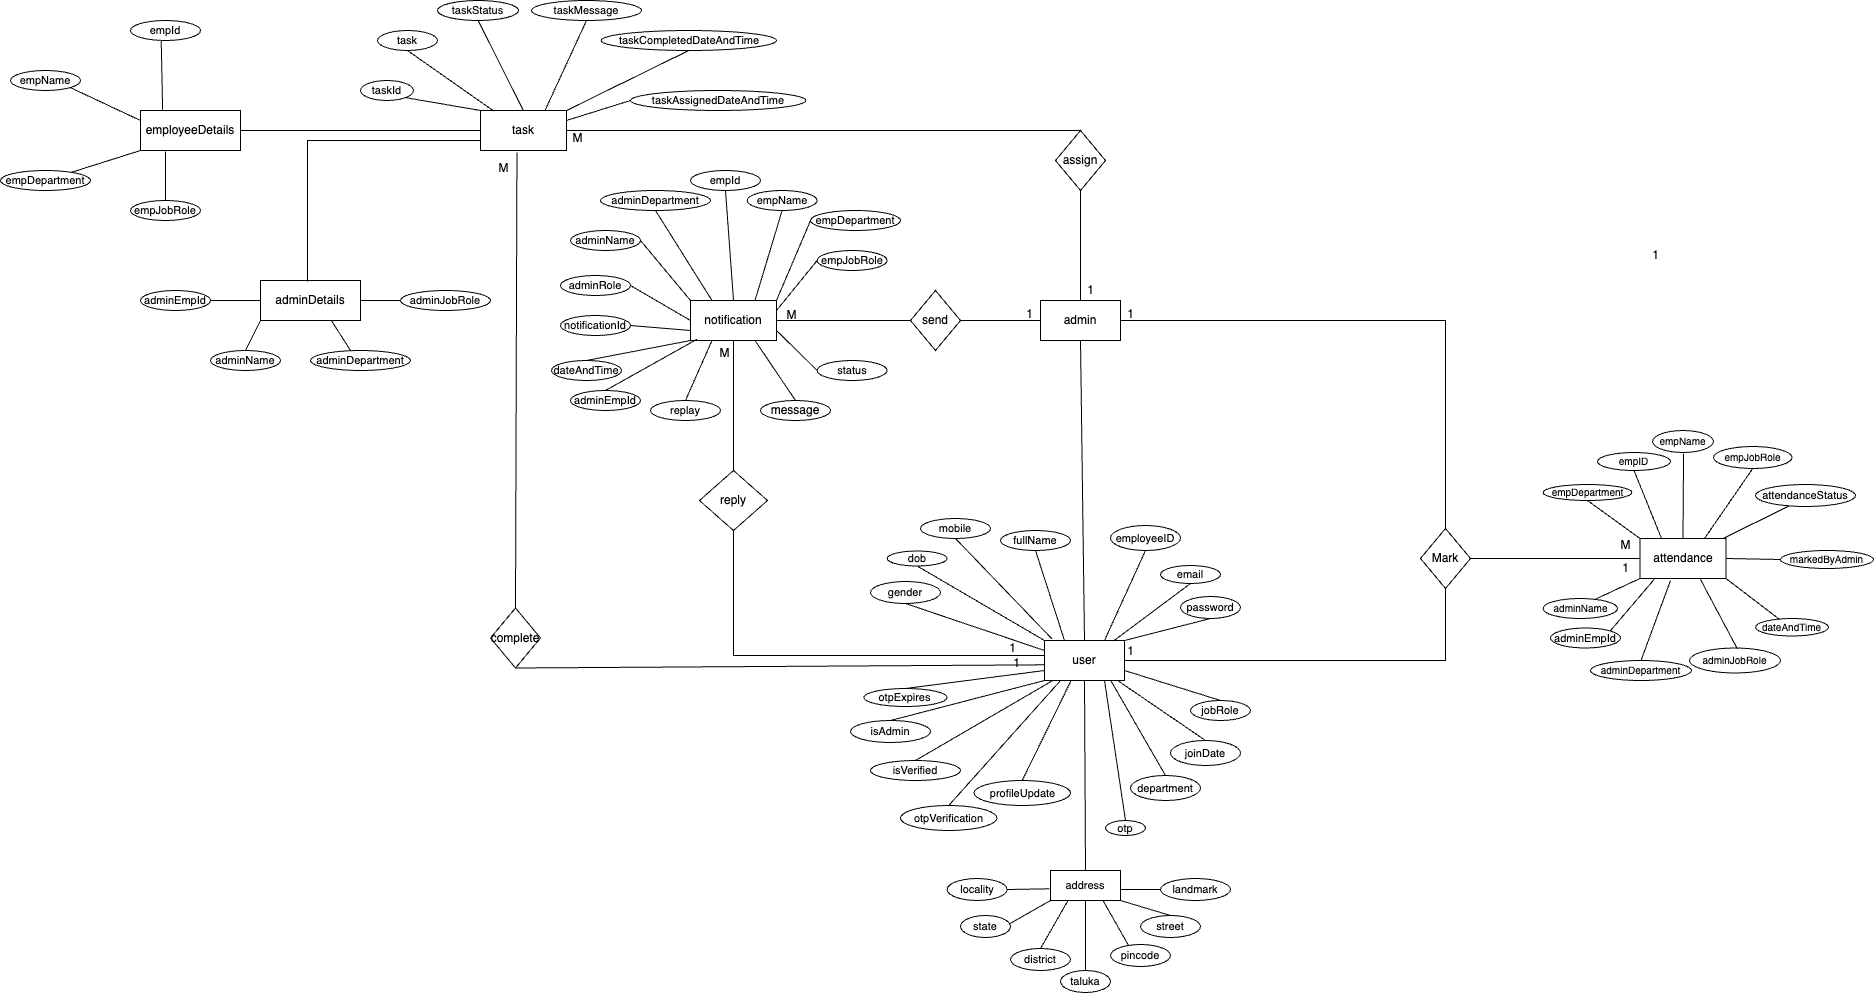 taskStatus
taskMessage
empId
task
taskCompletedDateAndTime
empName
taskId
taskAssignedDateAndTime
employeeDetails
task
M
assign
M
empDepartment
empJobRole
empId
adminDepartment
empName
empDepartment
adminName
empJobRole
1
adminRole
1
adminEmpId
adminDetails
adminJobRole
notificationId
notification
M
send
1
admin
1
M
adminName
adminDepartment
dateAndTime
status
adminEmpId
replay
message
empName
empID
empJobRole
empDepartment
attendanceStatus
reply
mobile
fullName
employeeID
dob
M
Mark
attendance
markedByAdmin
1
email
gender
password
adminName
dateAndTime
complete
adminEmpId
1
1
user
1
adminDepartment
adminJobRole
otpExpires
jobRole
isAdmin
joinDate
isVerified
profileUpdate
department
otpVerification
otp
locality
address
landmark
state
street
district
pincode
taluka